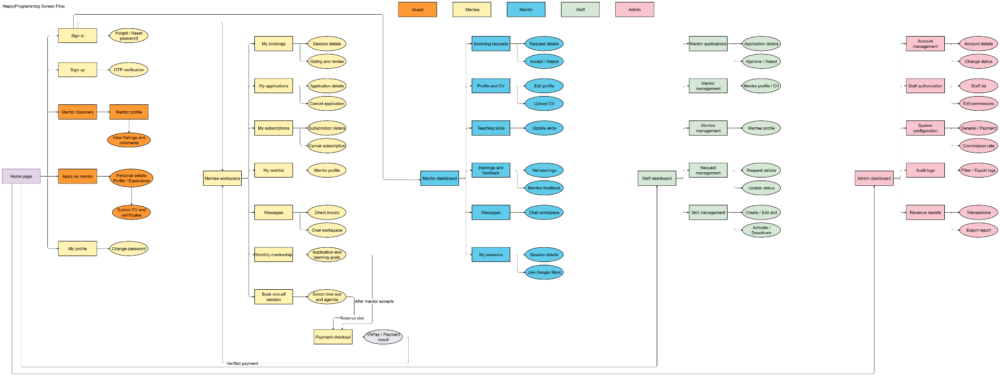 HappyProgramming Screen Flow
Guest
Mentee
Mentor
Staff
Admin
Home page
Sign in
Forgot / Reset
password
Sign up
OTP verification
Mentor discovery
Mentor profile
View Ratings and
comments
Apply as mentor
Personal details
Profile / Experience
Submit CV and
certificates
My profile
Change password
Mentee workspace
My bookings
Session details
Rating and review
My applications
Application details
Cancel application
My subscriptions
Subscription details
Cancel subscription
My wishlist
Mentor profile
Messages
Direct inquiry
Chat workspace
Monthly mentorship
Application and
learning goals
Book one-off
session
Select time slot
and agenda
After mentor accepts
Reserve slot
Payment checkout
VNPay / Payment
result
Verified payment
Mentor dashboard
Incoming requests
Request details
Accept / Reject
Profile and CV
Edit profile
Upload CV
Teaching skills
Update skills
Earnings and
feedback
Net earnings
Mentee feedback
Messages
Chat workspace
My sessions
Session details
Join Google Meet
Staff dashboard
Mentor applications
Application details
Approve / Reject
Mentor
management
Mentor profile / CV
Mentee
management
Mentee profile
Request
management
Request details
Update status
Skill management
Create / Edit skill
Activate /
Deactivate
Admin dashboard
Account
management
Account details
Change status
Staff authorization
Staff list
Edit permissions
System
configuration
General / Payment
Commission rate
Audit logs
Filter / Export logs
Revenue reports
Transactions
Export report